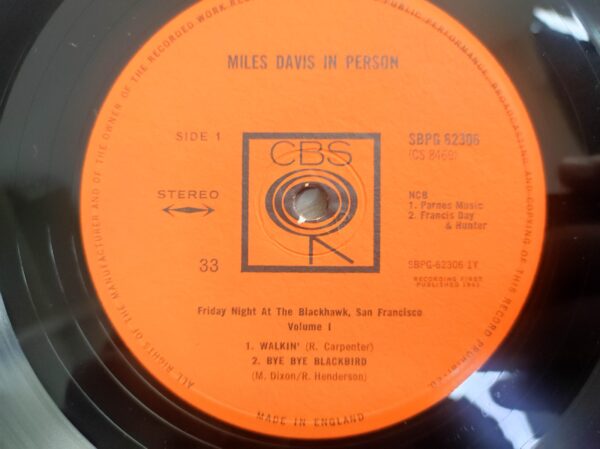 MILES DAVIS IN PERSON
SIDE 1
CBS
SBPG 62306
(CS 8469)
STEREO
NCB
1. Parnes Music
2. Francis Day
& Hunter
33
SBPG-62306 1Y
RECORDING FIRST
PUBLISHED
Friday Night At The Blackhawk, San Francisco
Volume I
1. WALKIN' (R. Carpenter)
2. BYE BYE BLACKBIRD
(M. Dixon/R. Henderson)
MADE IN ENGLAND
ALL RIGHTS OF THE MANUFACTURER AND OF THE OWNER OF THE RECORDED WORK PUBLIC PERFORMANCE, BROADCASTING AND COPYING OF THIS RECORD PROHIBITED